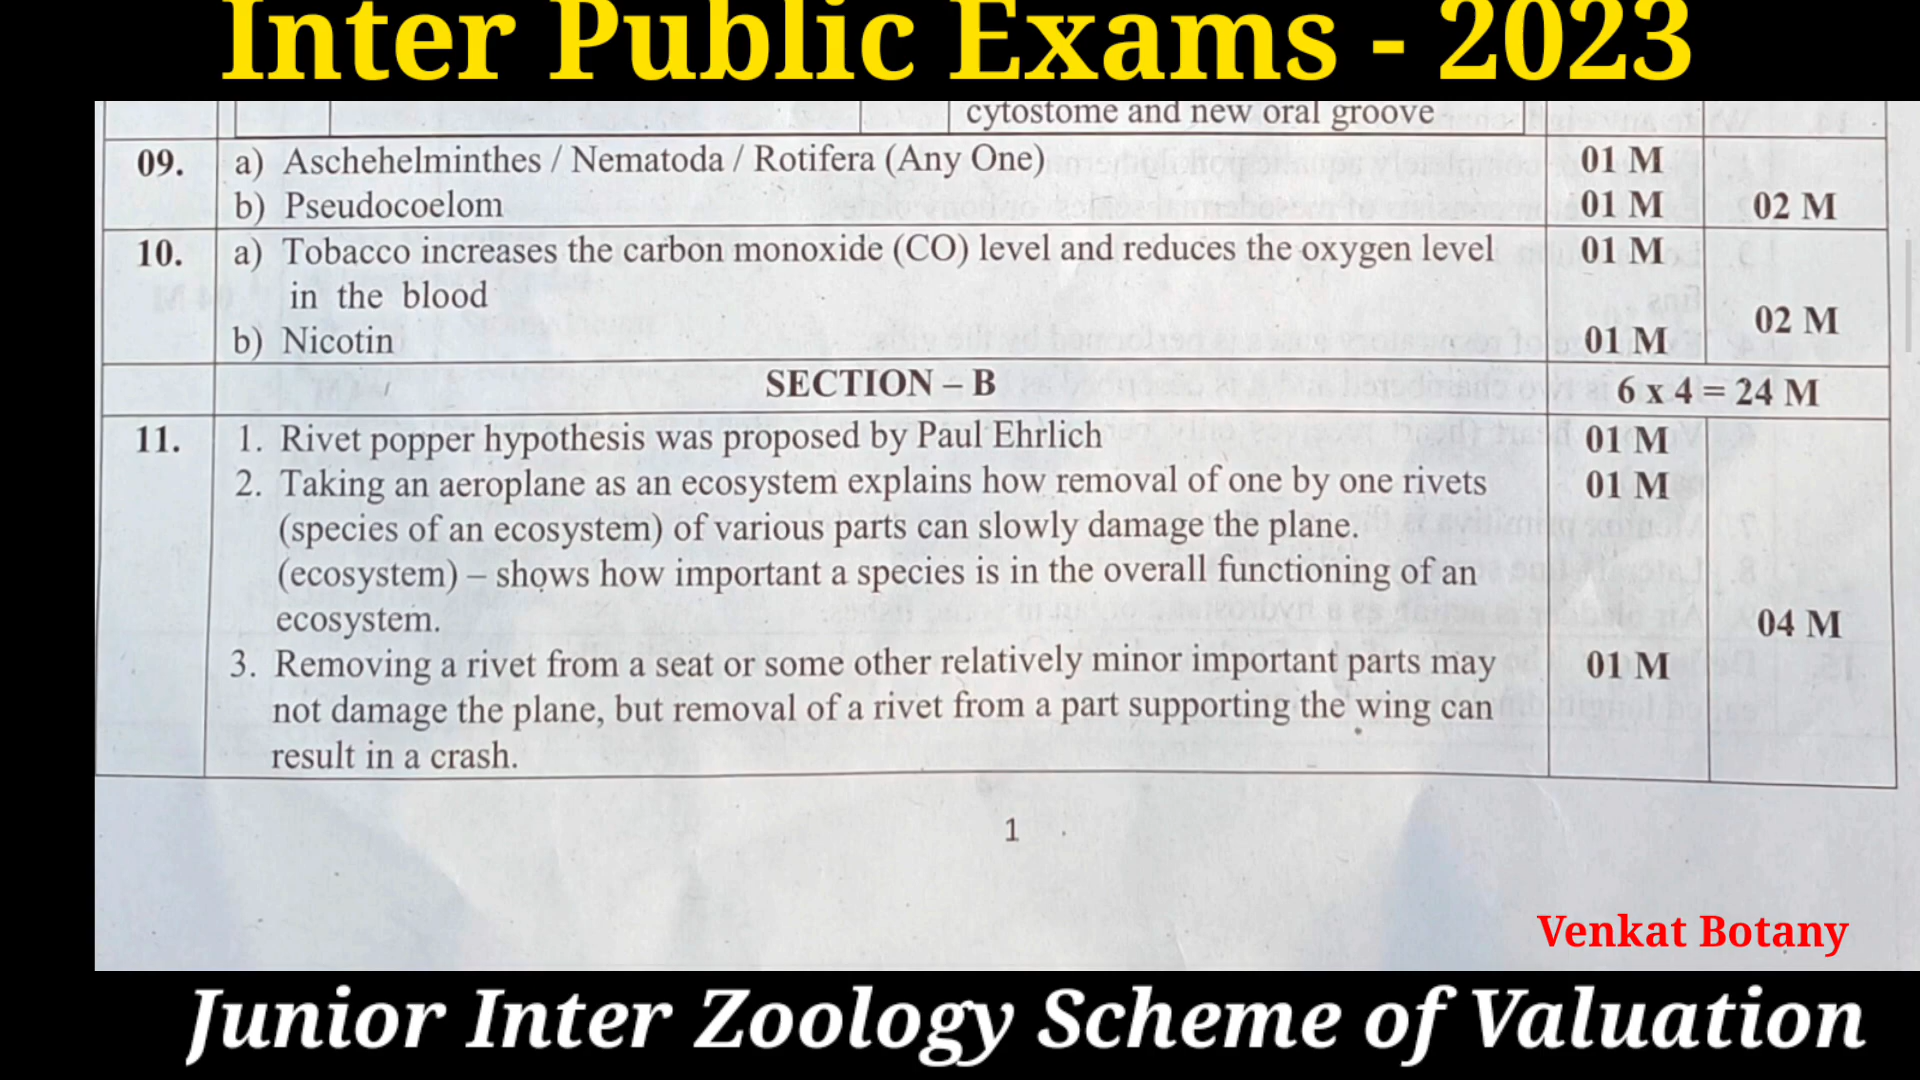 Inter Public Exams - 2023
cytostome and new oral groove
09. a) Aschehelminthes / Nematoda / Rotifera (Any One) 01 M
b) Pseudocoelom 01 M 02 M
10. a) Tobacco increases the carbon monoxide (CO) level and reduces the oxygen level 01 M
in the blood
02 M
b) Nicotin 01 M
SECTION – B 6 x 4 = 24 M
11. 1. Rivet popper hypothesis was proposed by Paul Ehrlich 01 M
2. Taking an aeroplane as an ecosystem explains how removal of one by one rivets 01 M
(species of an ecosystem) of various parts can slowly damage the plane.
(ecosystem) – shows how important a species is in the overall functioning of an
ecosystem. 04 M
3. Removing a rivet from a seat or some other relatively minor important parts may 01 M
not damage the plane, but removal of a rivet from a part supporting the wing can
result in a crash.
1
Venkat Botany
Junior Inter Zoology Scheme of Valuation